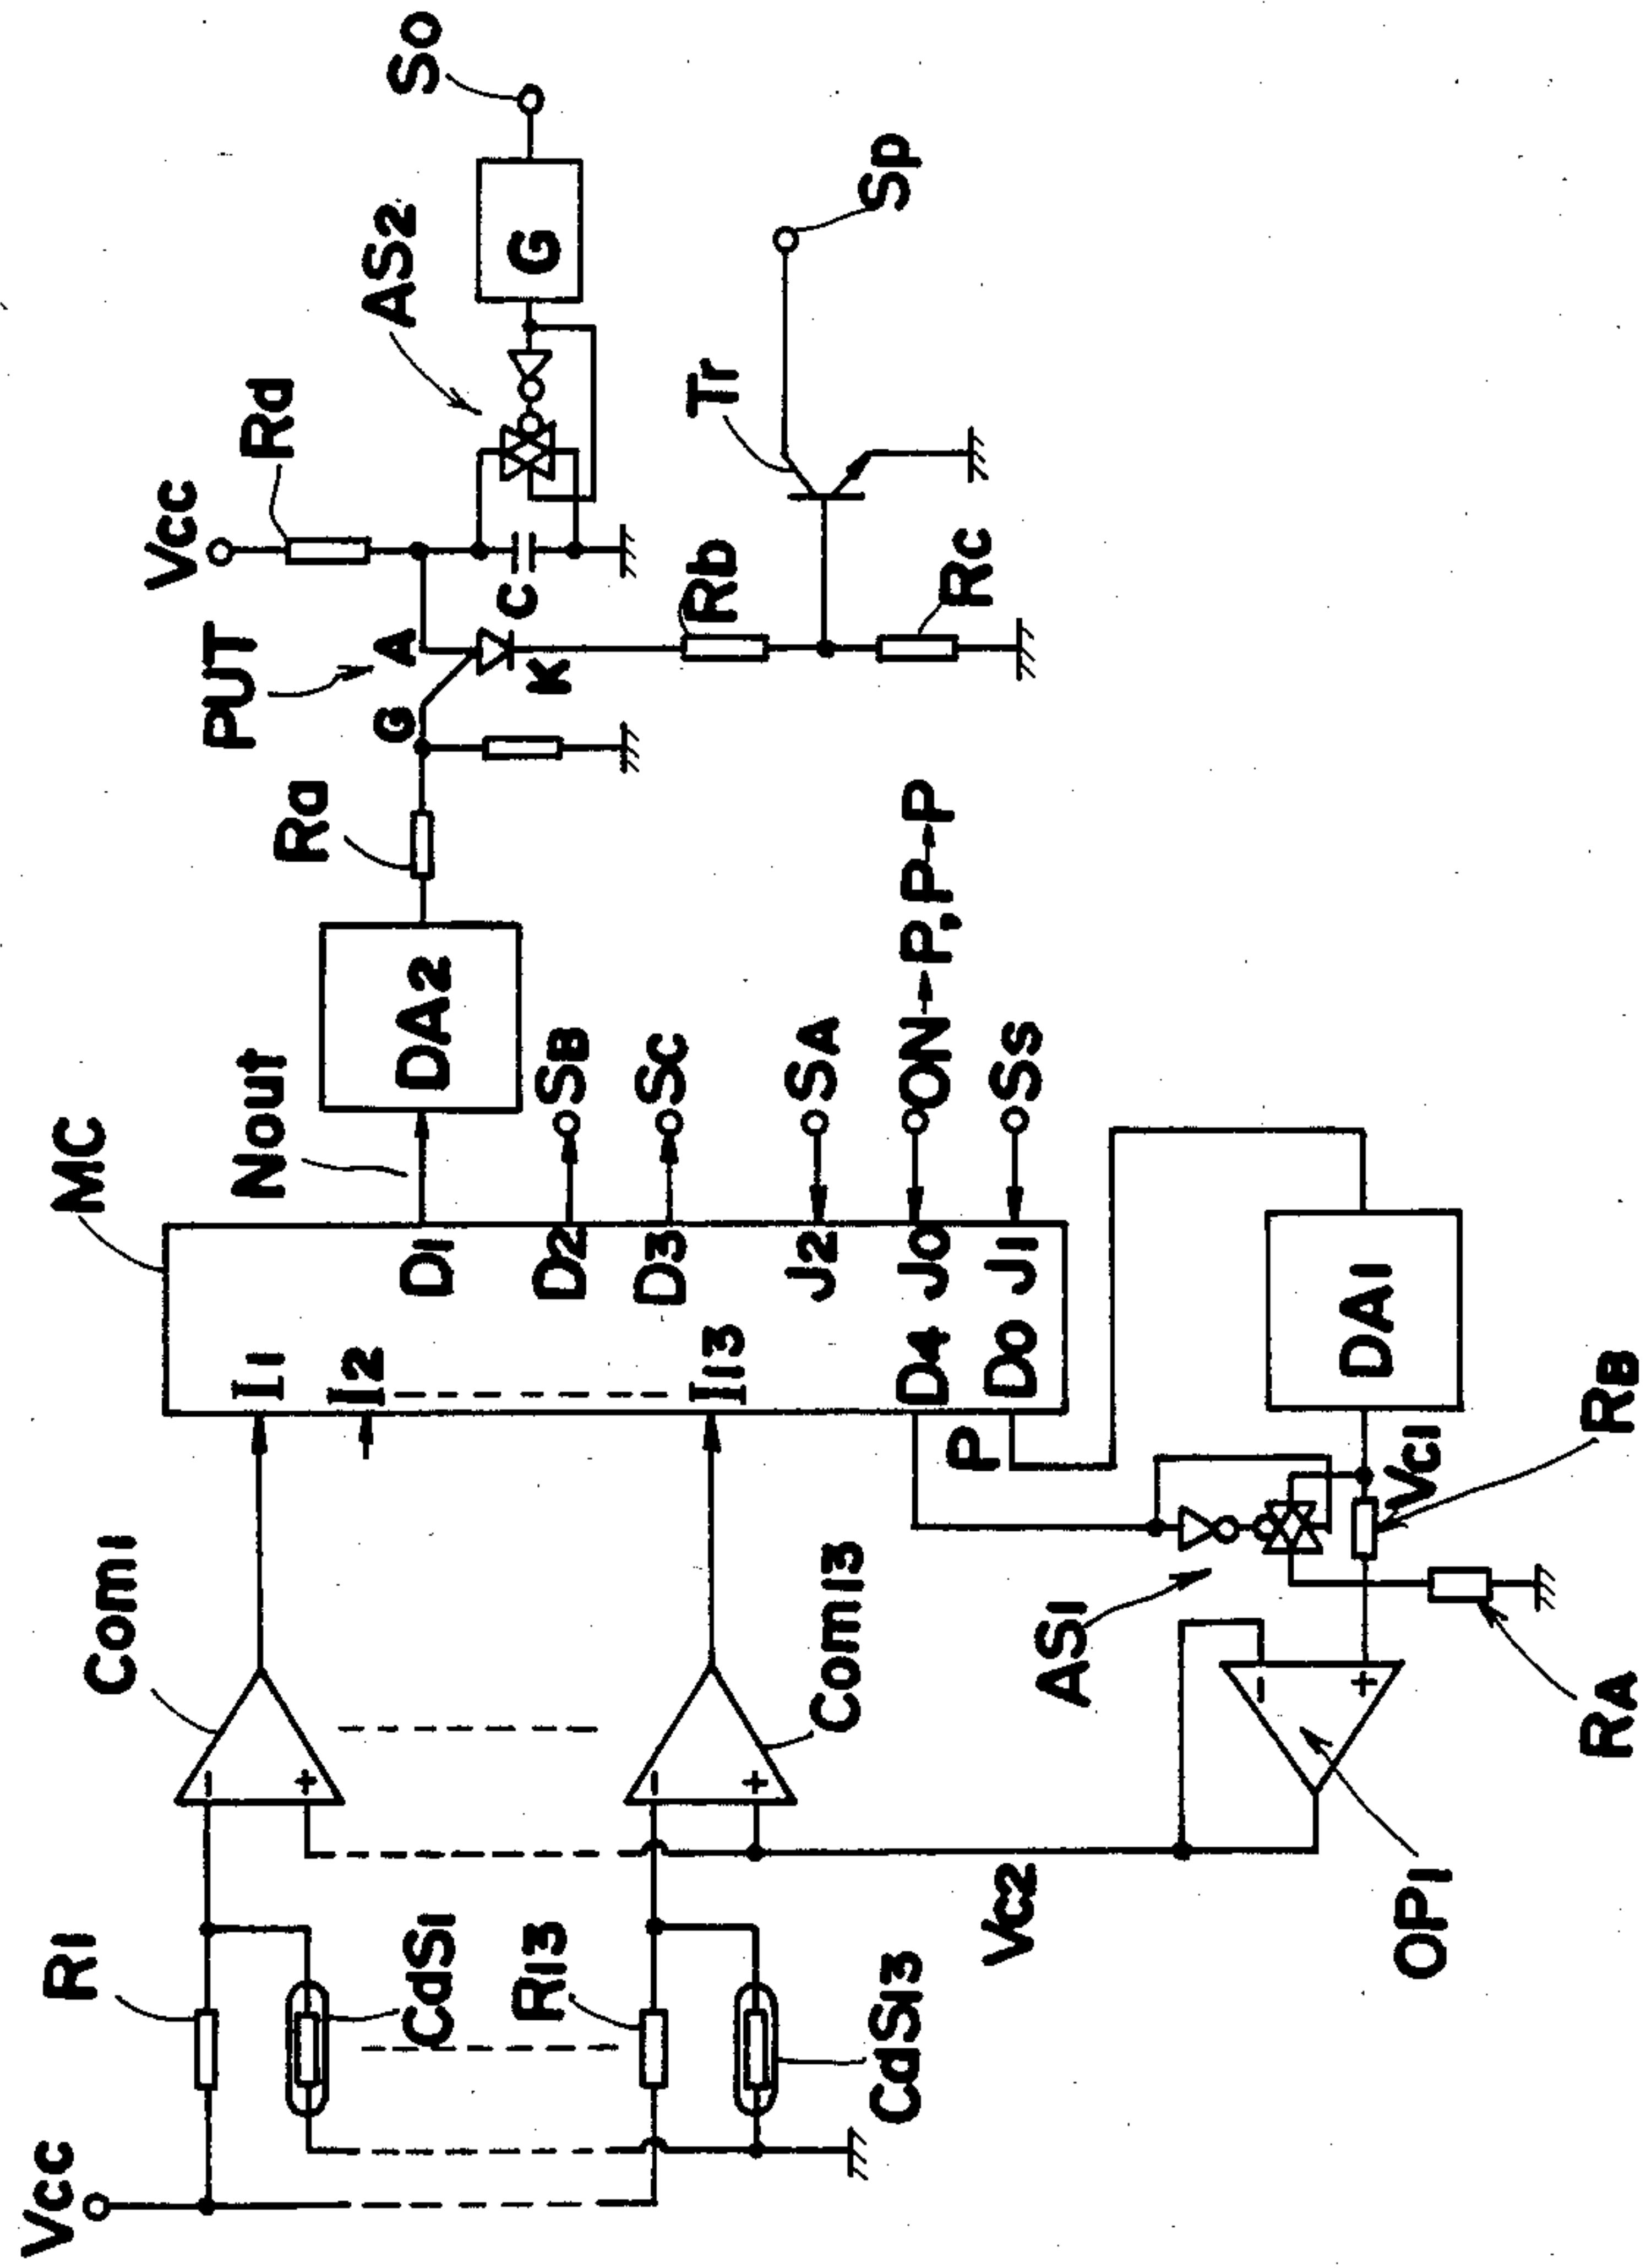 MC
Nout
DA2
Ra
PUT
G
A
K
Vcc
Rd
C
AS2
G
So
Rb
Rc
Tr
Sp
Vcc
R1
CdS1
R13
CdS13
Com1
Com13
I1
I2
I13
D1
D2
D3
J2
J0
J1
D4
D0
SB
SC
SA
ON → P, P → P
Ss
P
DA1
Vc1
RB
AS1
RA
OP1
Vc2
- +
- +
- +